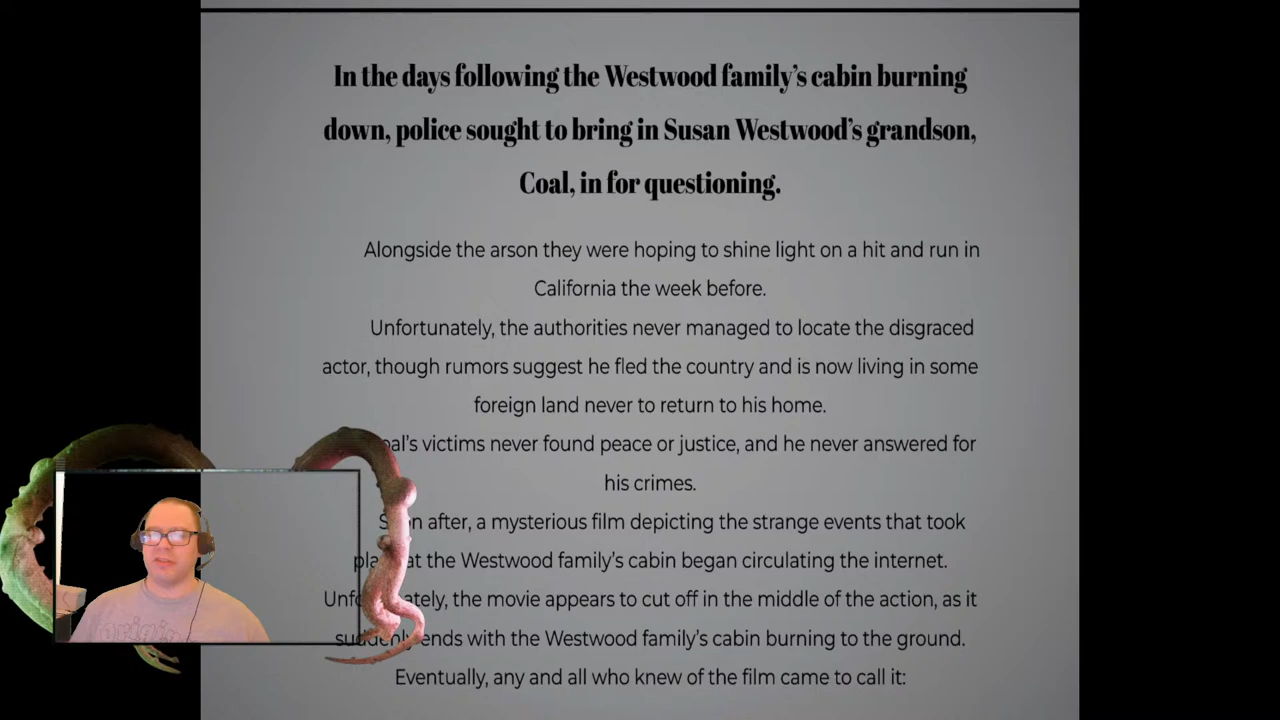 In the days following the Westwood family's cabin burning
down, police sought to bring in Susan Westwood's grandson,
Coal, in for questioning.
Alongside the arson they were hoping to shine light on a hit and run in
California the week before.
Unfortunately, the authorities never managed to locate the disgraced
actor, though rumors suggest he fled the country and is now living in some
foreign land never to return to his home.
victims never found peace or justice, and he never answered for
his crimes.
after, a mysterious film depicting the strange events that took
at the Westwood family's cabin began circulating the internet.
the movie appears to cut off in the middle of the action, as it
suddenly ends with the Westwood family's cabin burning to the ground.
Eventually, any and all who knew of the film came to call it: